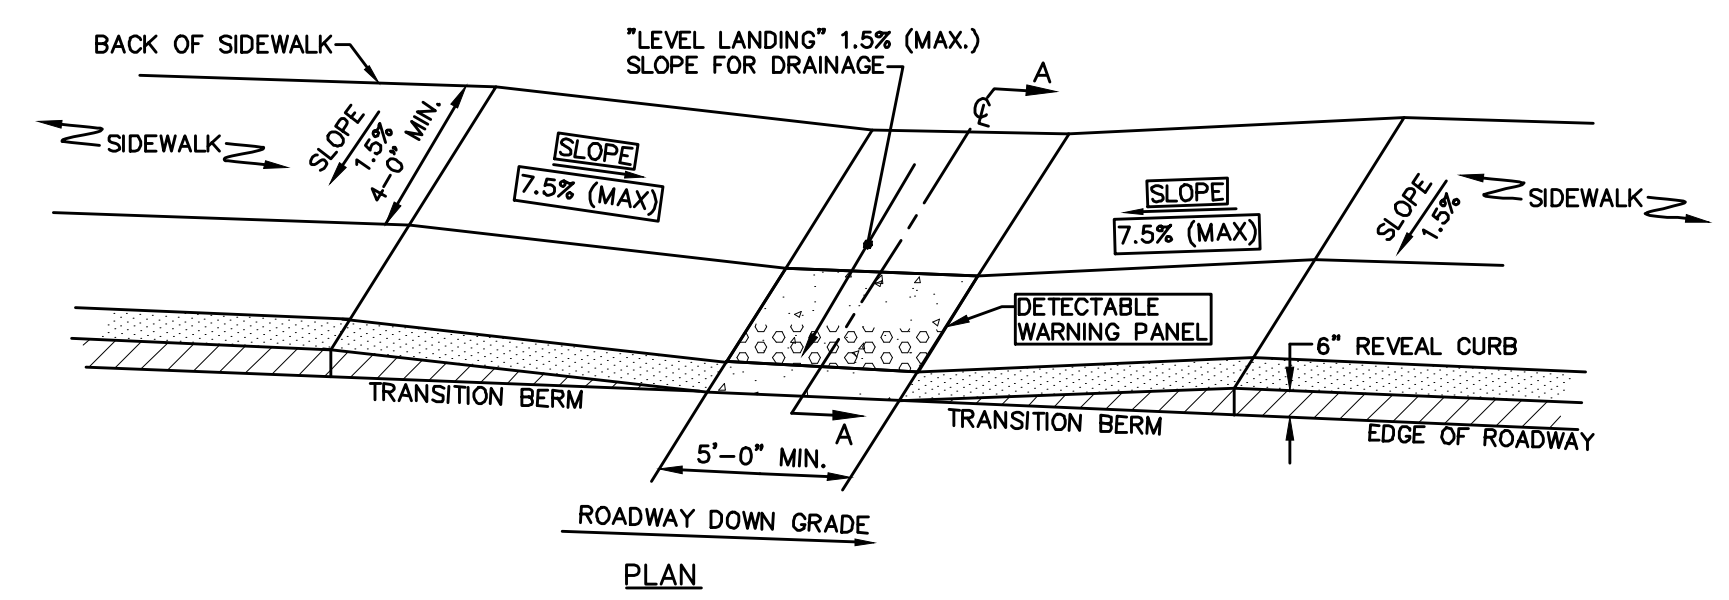 BACK OF SIDEWALK
"LEVEL LANDING" 1.5% (MAX.)
SLOPE FOR DRAINAGE
A
℄
SIDEWALK
SLOPE
1.5%
4-0" MIN.
SLOPE
7.5% (MAX)
SLOPE
7.5% (MAX)
SLOPE
1.5%
SIDEWALK
DETECTABLE
WARNING PANEL
6" REVEAL CURB
TRANSITION BERM
A
TRANSITION BERM
EDGE OF ROADWAY
5'-0" MIN.
ROADWAY DOWN GRADE
PLAN